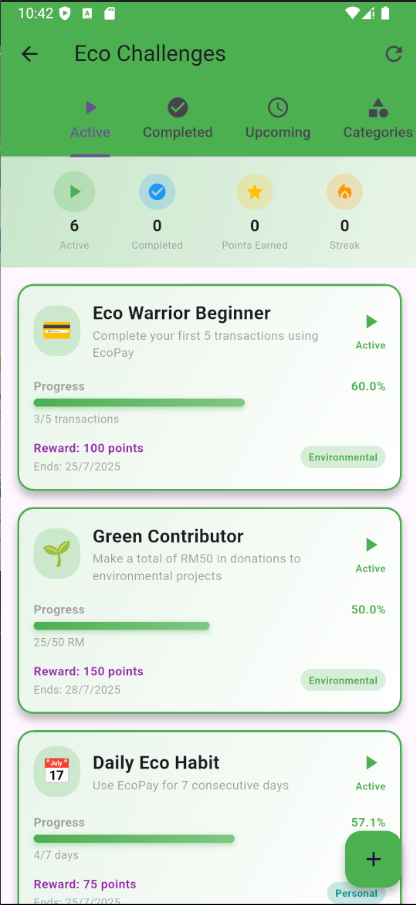 10:42
Eco Challenges
Active Completed Upcoming Categories
6 0 0 0
Active Completed Points Earned Streak
Eco Warrior Beginner
Complete your first 5 transactions using
EcoPay
Active
Progress 60.0%
3/5 transactions
Reward: 100 points
Ends: 25/7/2025
Environmental
Green Contributor
Make a total of RM50 in donations to
environmental projects
Active
Progress 50.0%
25/50 RM
Reward: 150 points
Ends: 28/7/2025
Environmental
July
17
Daily Eco Habit
Use EcoPay for 7 consecutive days
Active
Progress 57.1%
4/7 days
Reward: 75 points
Ends: 25/7/2025
Personal